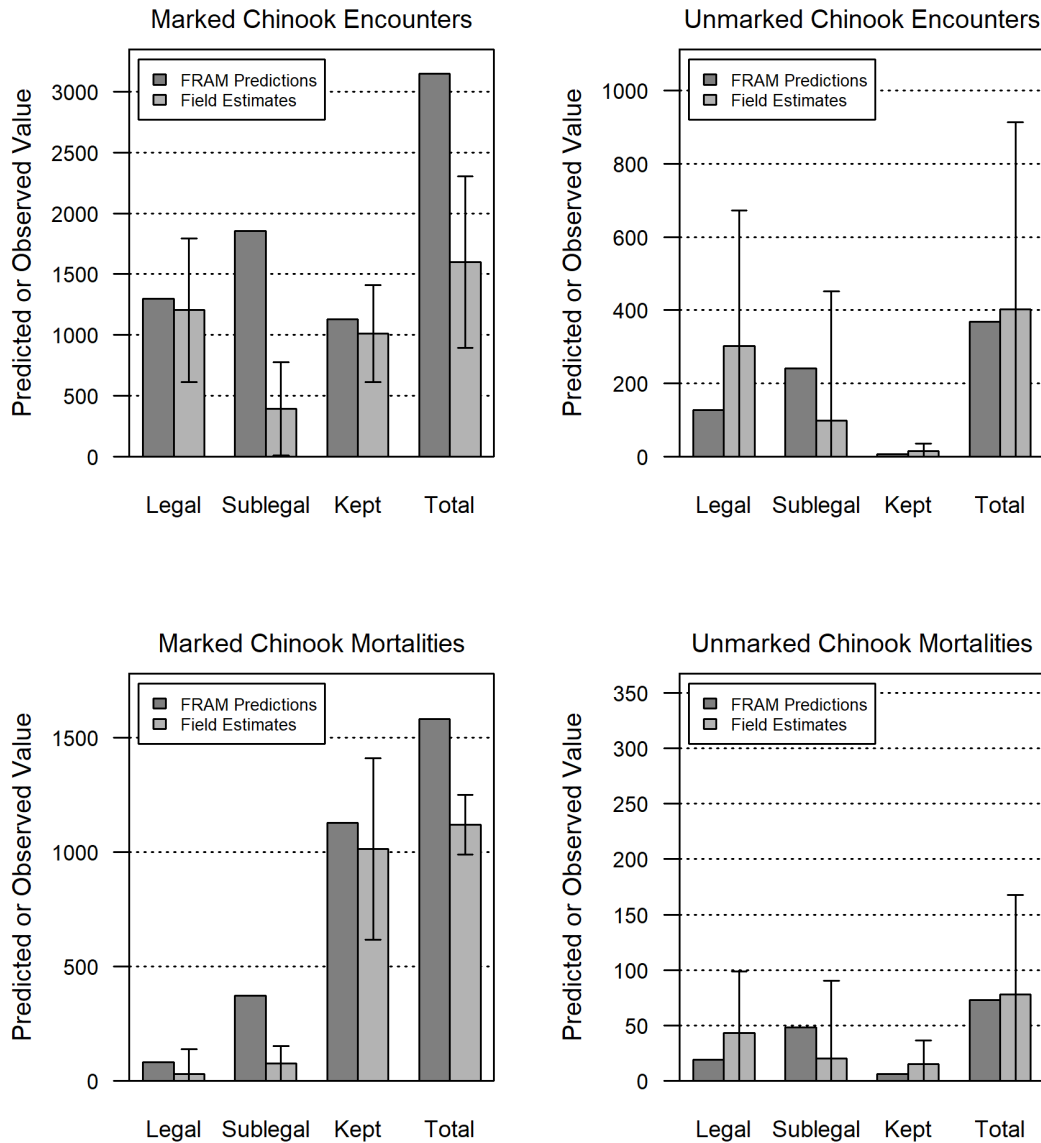 Marked Chinook Encounters
Predicted or Observed Value
3000
2500
2000
1500
1000
500
0
FRAM Predictions
Field Estimates
Legal Sublegal Kept Total
Unmarked Chinook Encounters
Predicted or Observed Value
1000
800
600
400
200
0
FRAM Predictions
Field Estimates
Legal Sublegal Kept Total
Marked Chinook Mortalities
Predicted or Observed Value
1500
1000
500
0
FRAM Predictions
Field Estimates
Legal Sublegal Kept Total
Unmarked Chinook Mortalities
Predicted or Observed Value
350
300
250
200
150
100
50
0
FRAM Predictions
Field Estimates
Legal Sublegal Kept Total